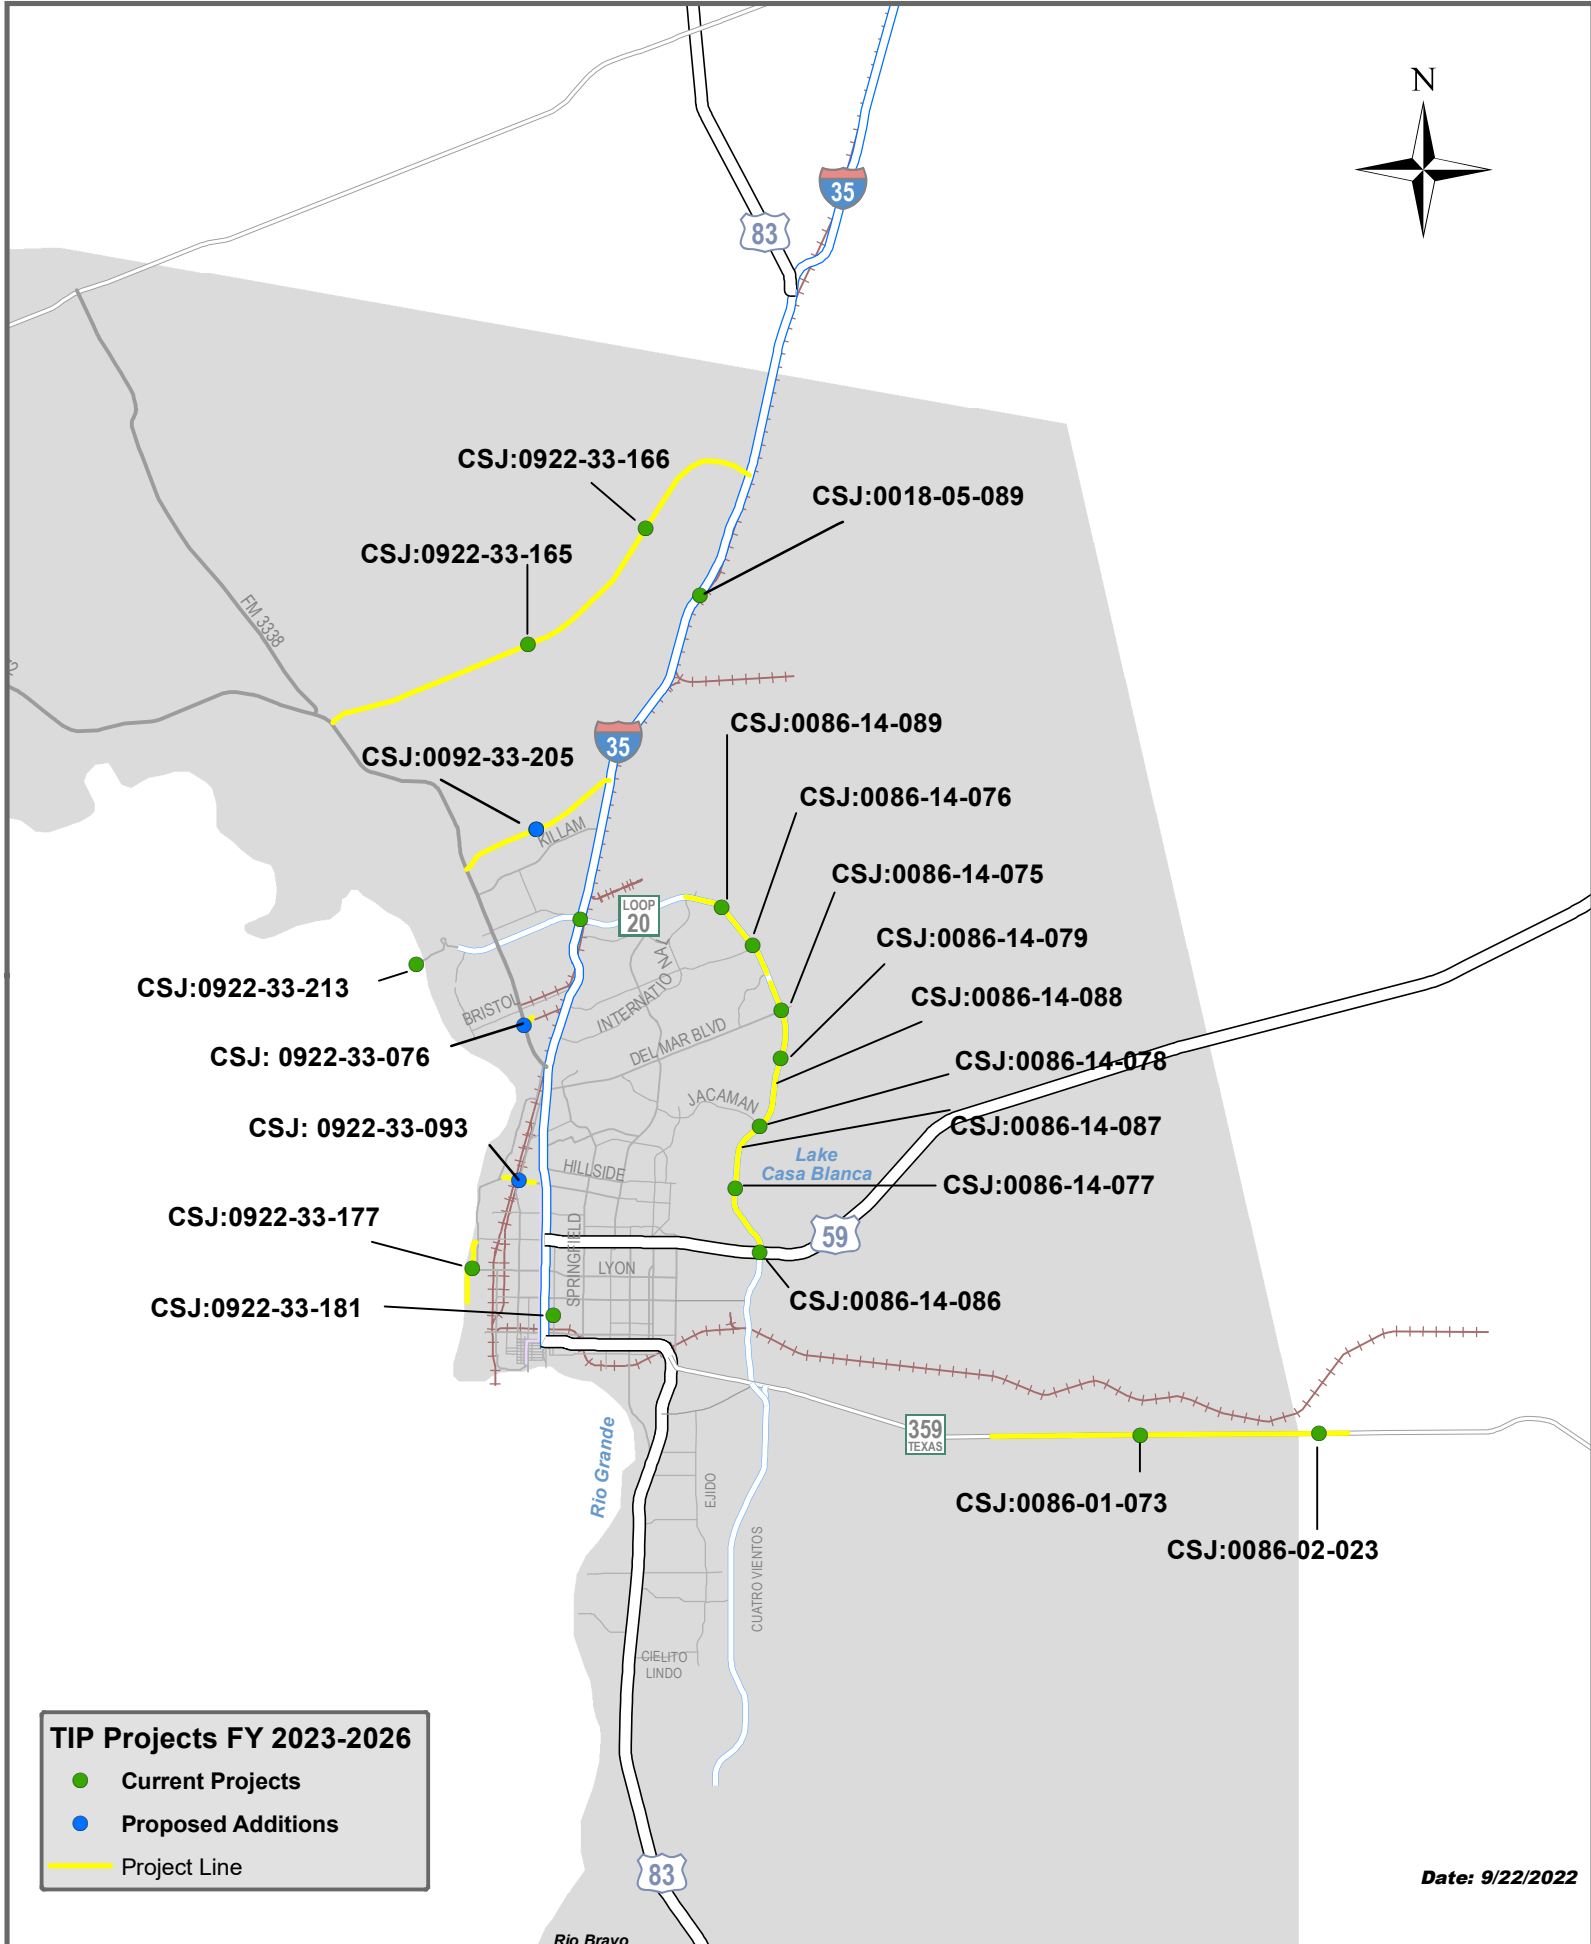 N
35
83
CSJ:0922-33-166
CSJ:0018-05-089
CSJ:0922-33-165
FM 3338
CSJ:0086-14-089
35
CSJ:0092-33-205
CSJ:0086-14-076
KILLAM
CSJ:0086-14-075
LOOP
20
CSJ:0086-14-079
INTERNATIO NAL
CSJ:0922-33-213
CSJ:0086-14-088
BRISTOL
DEL MAR BLVD
CSJ: 0922-33-076
CSJ:0086-14-078
JACAMAN
CSJ: 0922-33-093
CSJ:0086-14-087
Lake
Casa Blanca
HILLSIDE
CSJ:0086-14-077
CSJ:0922-33-177
59
SPRINGFIELD
LYON
CSJ:0922-33-181
CSJ:0086-14-086
359
TEXAS
Rio Grande
EJIDO
CSJ:0086-01-073
CSJ:0086-02-023
CUATRO VIENTOS
CIELITO
LINDO
TIP Projects FY 2023-2026
Current Projects
Proposed Additions
Project Line
83
Date: 9/22/2022
Rio Bravo